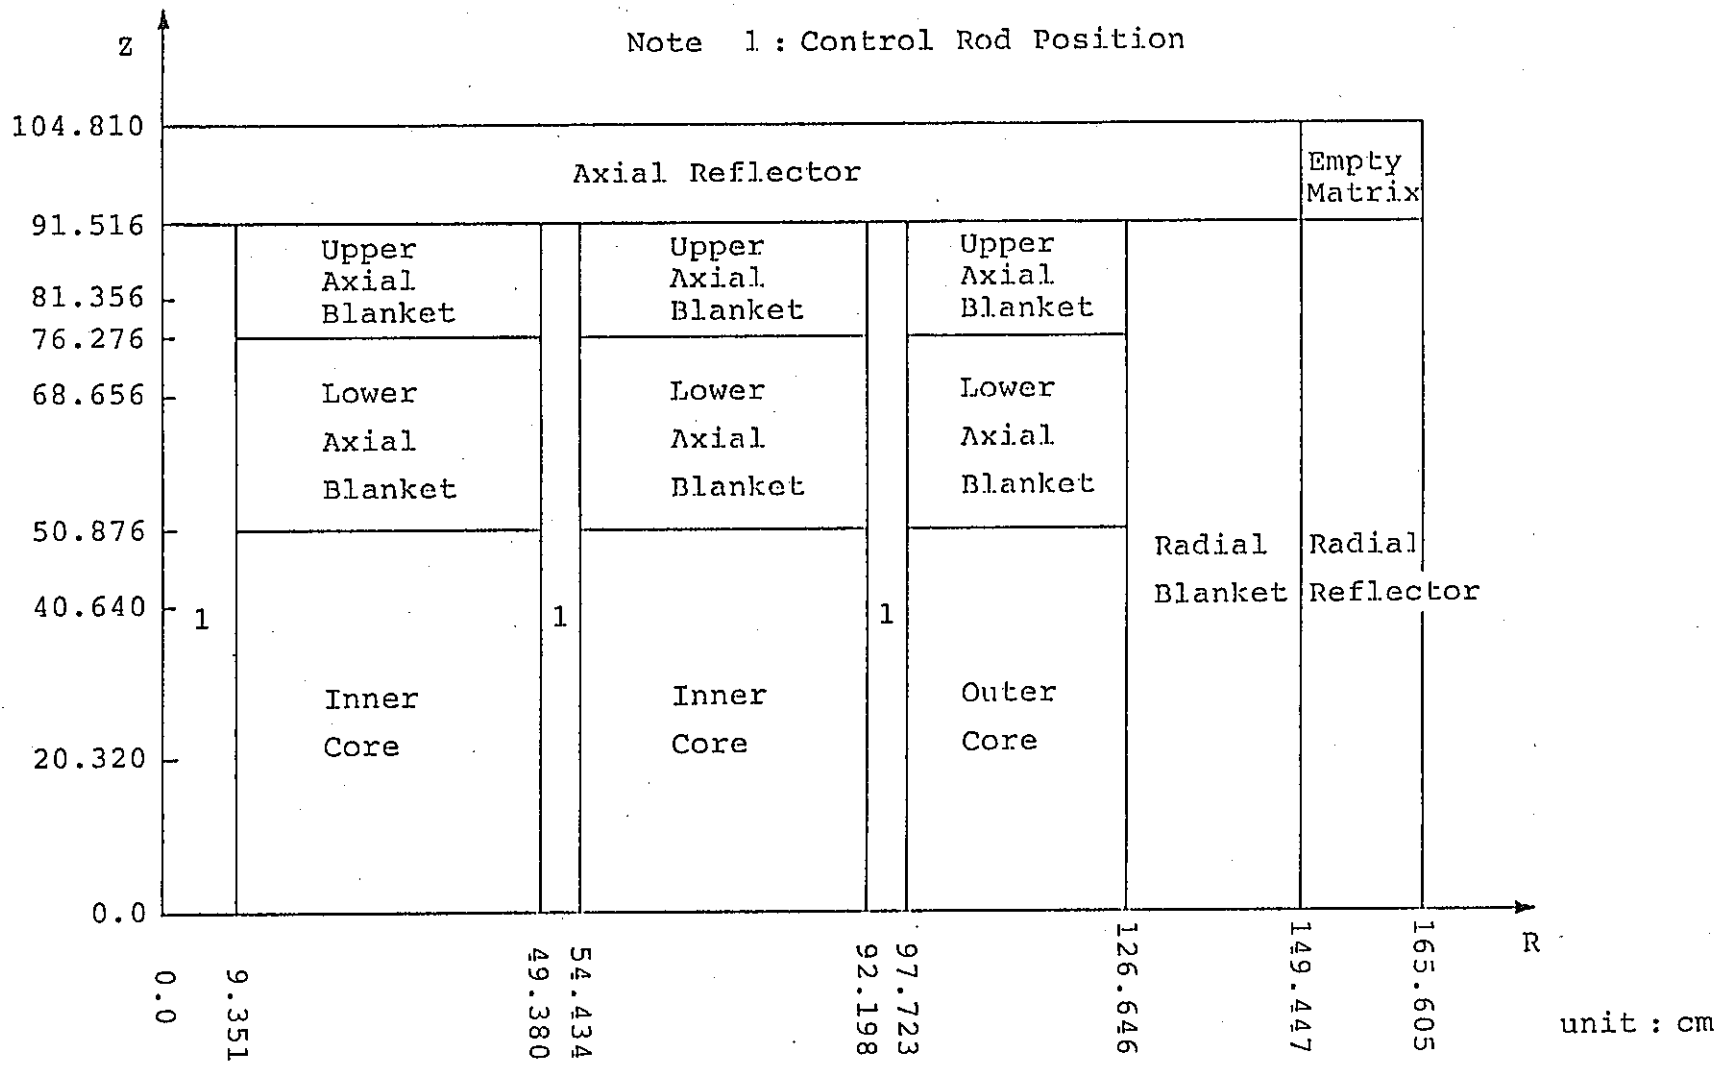 Z
Note 1 : Control Rod Position
104.810
Axial Reflector
Empty
Matrix
91.516
Upper
Axial
Blanket
Upper
Axial
Blanket
Upper
Axial
Blanket
81.356
76.276
68.656
Lower
Axial
Blanket
Lower
Axial
Blanket
Lower
Axial
Blanket
50.876
Radial
Blanket
Radial
Reflector
40.640
1
1
1
Inner
Core
Inner
Core
Outer
Core
20.320
0.0
R
0.0
9.351
49.380
54.434
92.198
97.723
126.646
149.447
165.605
unit : cm